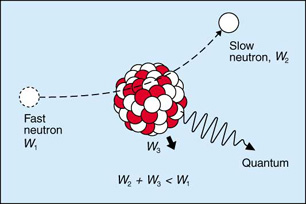 Slow
neutron, W₂
Fast
neutron
W₁
W₃
Quantum
W₂ + W₃ < W₁